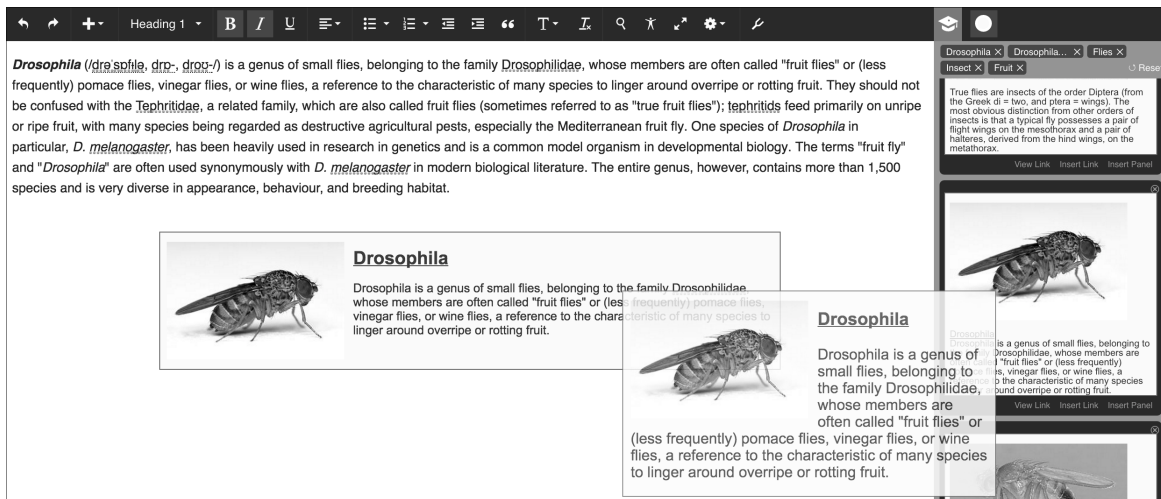 Heading 1
B I U
T
Drosophila (/drəˈsɒfɪlə, drɒ-, droʊ-/) is a genus of small flies, belonging to the family Drosophilidae, whose members are often called "fruit flies" or (less
frequently) pomace flies, vinegar flies, or wine flies, a reference to the characteristic of many species to linger around overripe or rotting fruit. They should not
be confused with the Tephritidae, a related family, which are also called fruit flies (sometimes referred to as "true fruit flies"); tephritids feed primarily on unripe
or ripe fruit, with many species being regarded as destructive agricultural pests, especially the Mediterranean fruit fly. One species of Drosophila in
particular, D. melanogaster, has been heavily used in research in genetics and is a common model organism in developmental biology. The terms "fruit fly"
and "Drosophila" are often used synonymously with D. melanogaster in modern biological literature. The entire genus, however, contains more than 1,500
species and is very diverse in appearance, behaviour, and breeding habitat.
Drosophila
Drosophila is a genus of small flies, belonging to the family Drosophilidae,
whose members are often called "fruit flies" or (less frequently) pomace flies,
vinegar flies, or wine flies, a reference to the characteristic of many species to
linger around overripe or rotting fruit.
Drosophila
Drosophila is a genus of
small flies, belonging to
the family Drosophilidae,
whose members are
often called "fruit flies" or
(less frequently) pomace flies, vinegar flies, or wine
flies, a reference to the characteristic of many species
to linger around overripe or rotting fruit.
Drosophila X Drosophila... X Flies X
Insect X Fruit X Rese
True flies are insects of the order Diptera (from
the Greek di = two, and ptera = wings). The
most obvious distinction from other orders of
insects is that a typical fly possesses a pair of
flight wings on the mesothorax and a pair of
halteres, derived from the hind wings, on the
metathorax.
View Link Insert Link Insert Panel
Drosophila
Drosophila is a genus of small flies, belonging to
Drosophilidae, whose members are
"fruit flies" or (less frequently)
flies, vinegar flies, or wine flies, a
to the characteristic of many species
around overripe or rotting fruit.
View Link Insert Link Insert Panel